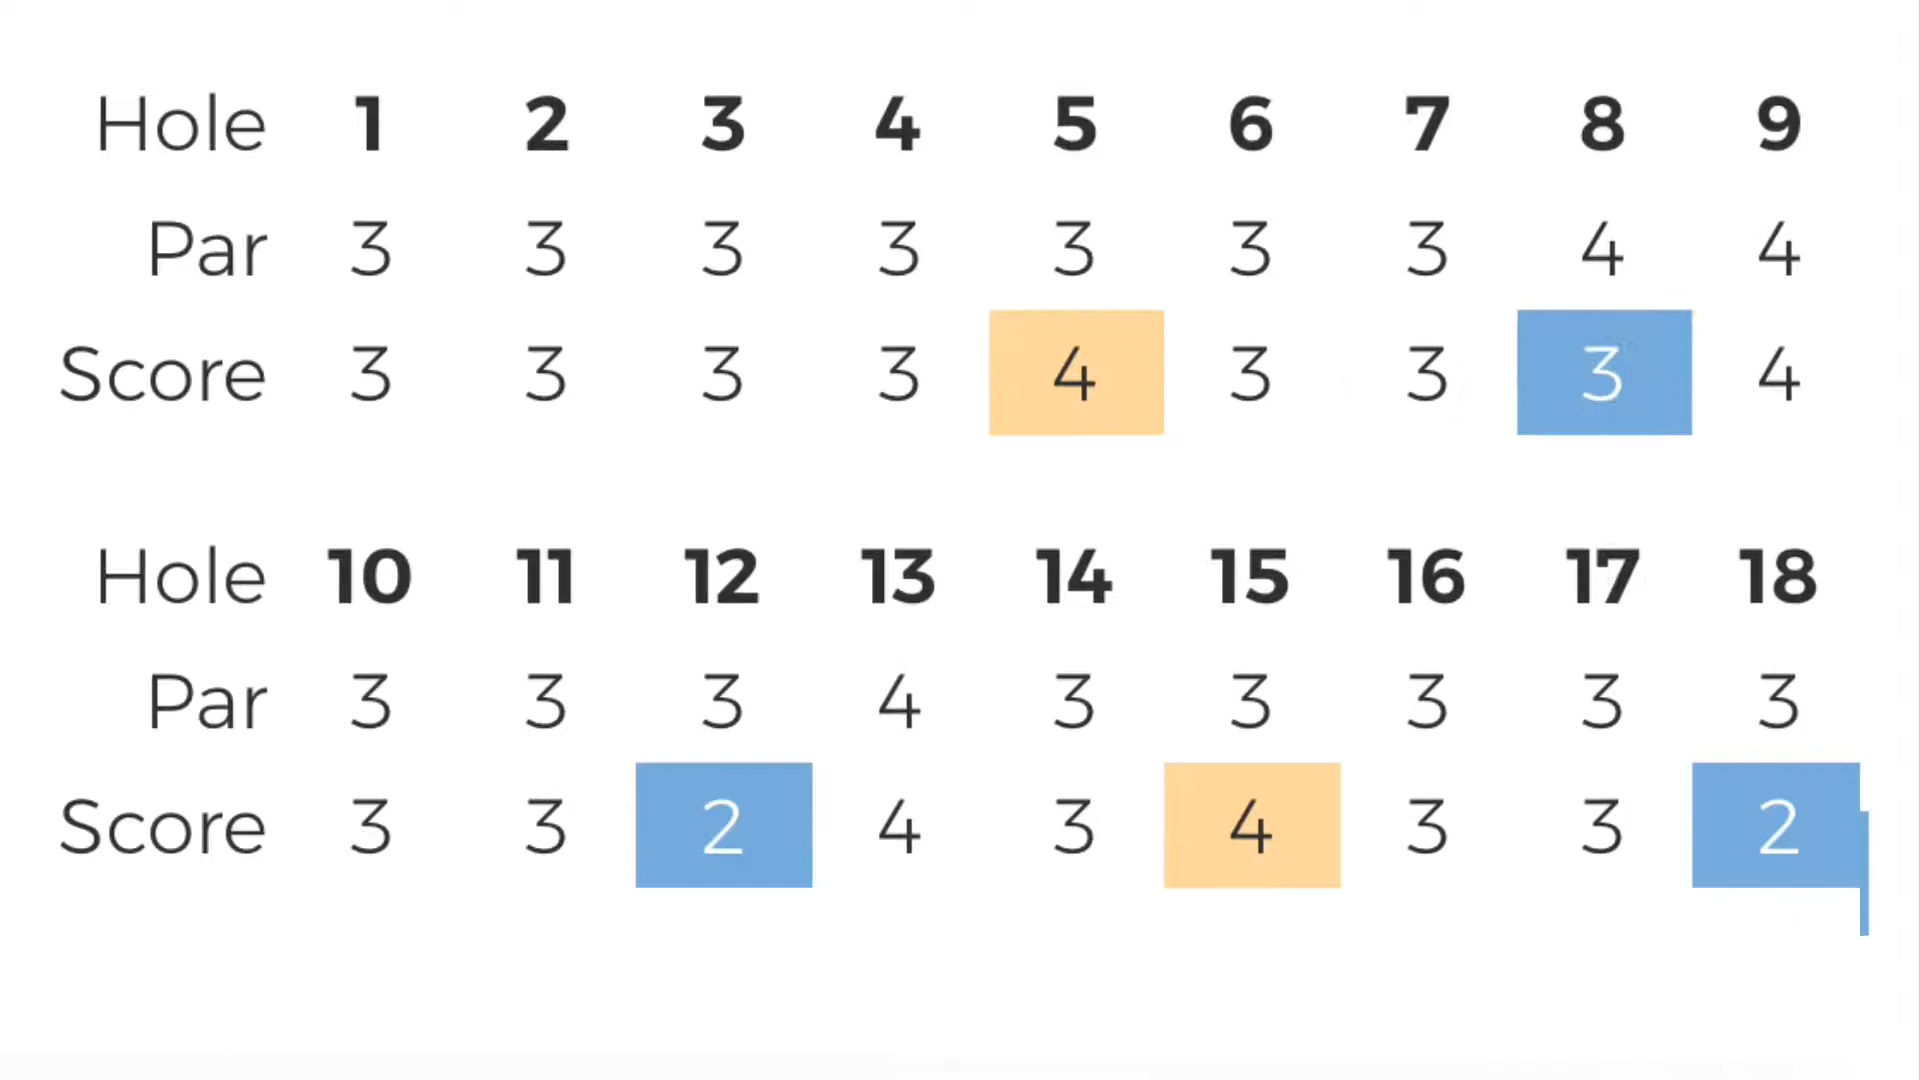 Hole 1 2 3 4 5 6 7 8 9
Par 3 3 3 3 3 3 3 4 4
Score 3 3 3 3 4 3 3 3 4
Hole 10 11 12 13 14 15 16 17 18
Par 3 3 3 4 3 3 3 3 3
Score 3 3 2 4 3 4 3 3 2